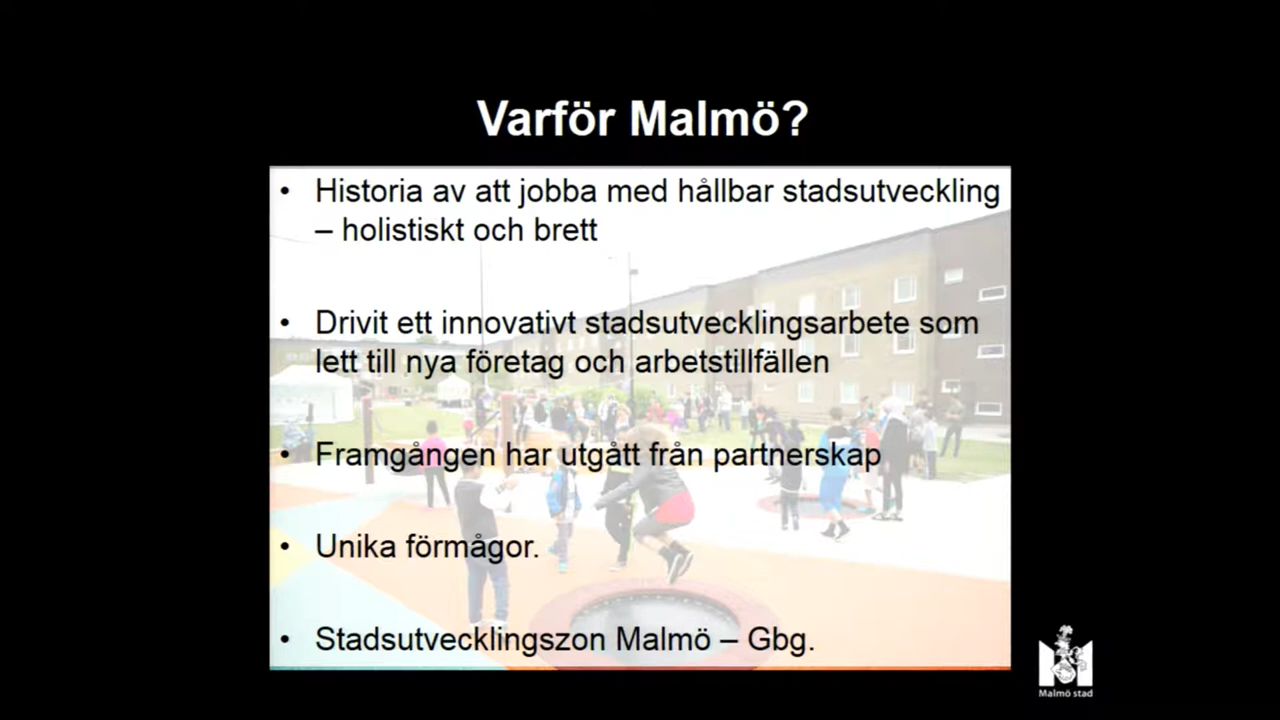 Varför Malmö?
• Historia av att jobba med hållbar stadsutveckling
– holistiskt och brett
• Drivit ett innovativt stadsutvecklingsarbete som
lett till nya företag och arbetstillfällen
• Framgången har utgått från partnerskap
• Unika förmågor.
• Stadsutvecklingszon Malmö – Gbg.
Malmö stad